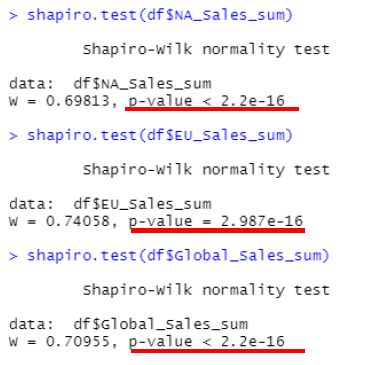 > shapiro.test(df$NA_Sales_sum)
Shapiro-Wilk normality test
data:  df$NA_Sales_sum
W = 0.69813, p-value < 2.2e-16
> shapiro.test(df$EU_Sales_sum)
Shapiro-Wilk normality test
data:  df$EU_Sales_sum
W = 0.74058, p-value = 2.987e-16
> shapiro.test(df$Global_Sales_sum)
Shapiro-Wilk normality test
data:  df$Global_Sales_sum
W = 0.70955, p-value < 2.2e-16